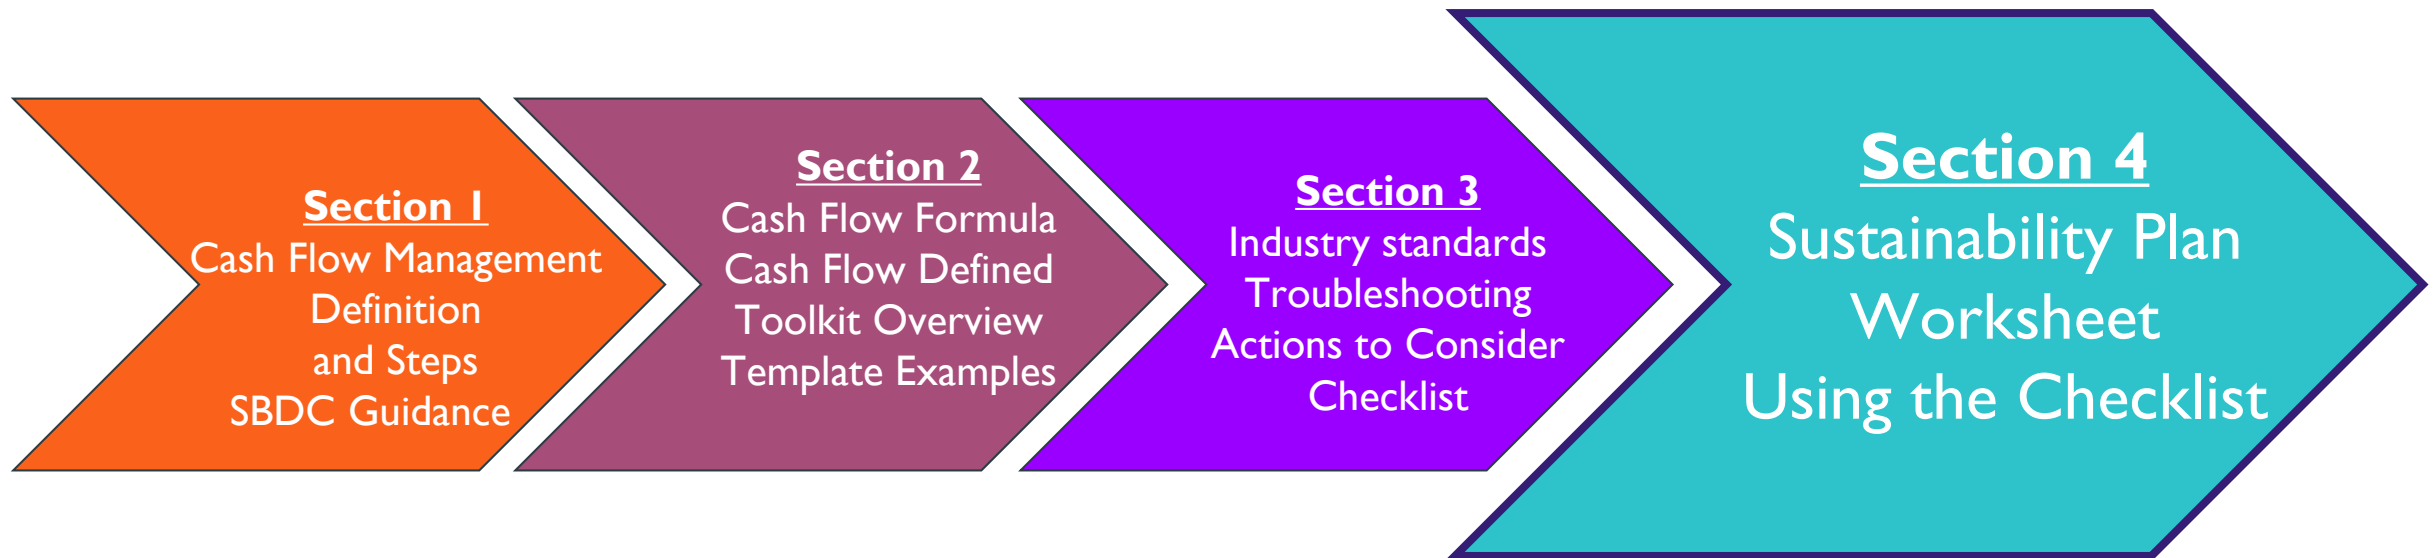 Section 1
Cash Flow Management
Definition
and Steps
SBDC Guidance
Section 2
Cash Flow Formula
Cash Flow Defined
Toolkit Overview
Template Examples
Section 3
Industry standards
Troubleshooting
Actions to Consider
Checklist
Section 4
Sustainability Plan
Worksheet
Using the Checklist